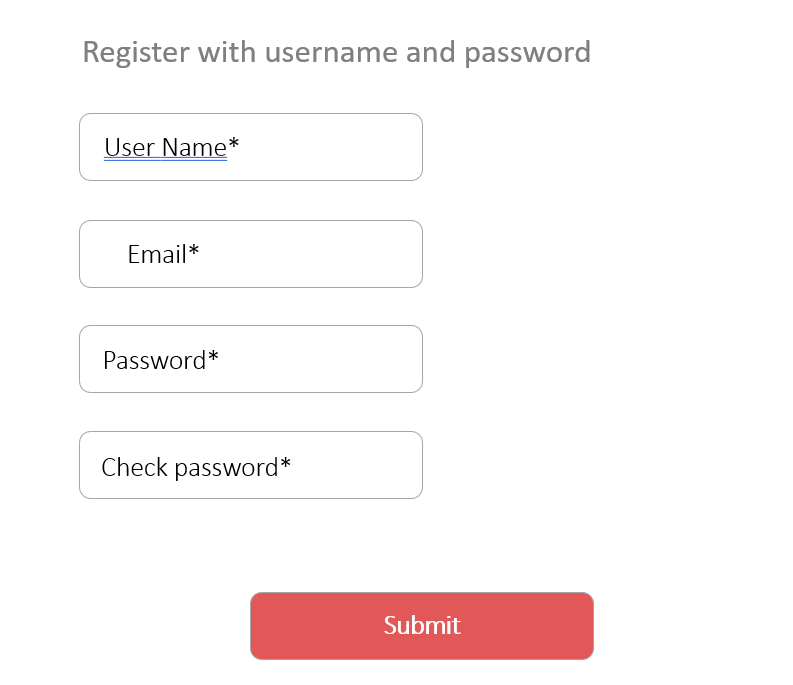 Register with username and password
User Name*
Email*
Password*
Check password*
Submit